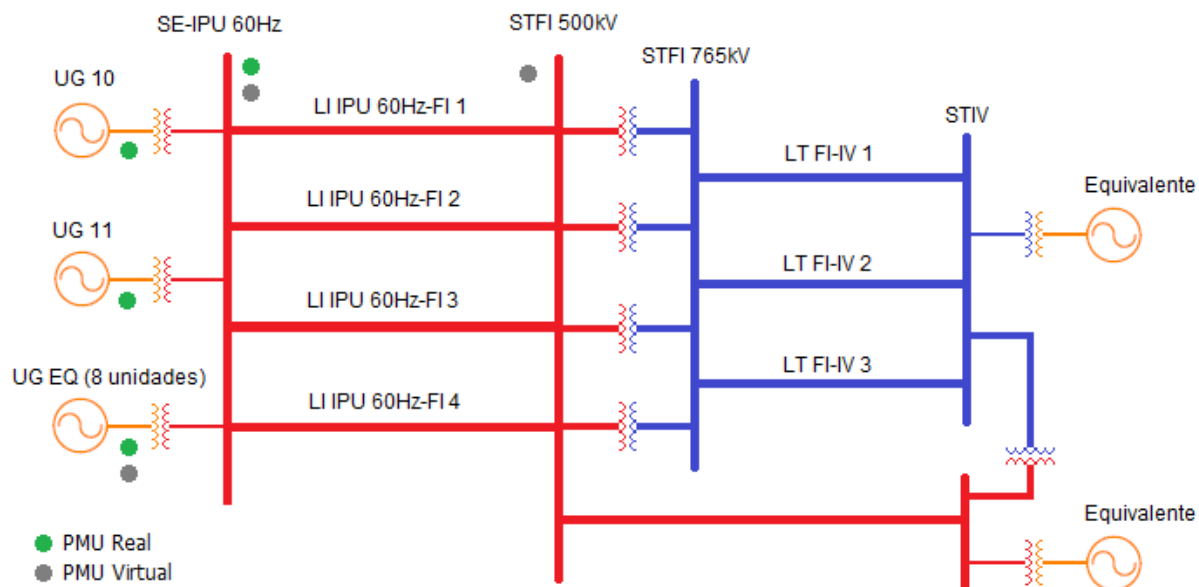 SE-IPU 60Hz
STFI 500kV
STFI 765kV
UG 10
LI IPU 60Hz-FI 1
STIV
LT FI-IV 1
Equivalente
LI IPU 60Hz-FI 2
UG 11
LT FI-IV 2
LI IPU 60Hz-FI 3
LT FI-IV 3
UG EQ (8 unidades)
LI IPU 60Hz-FI 4
Equivalente
PMU Real
PMU Virtual